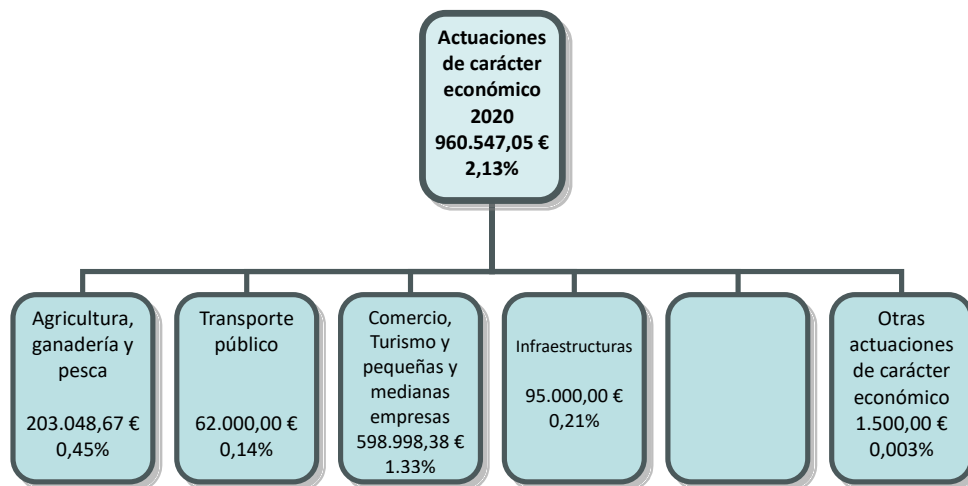 Actuaciones
de carácter
económico
2020
960.547,05 €
2,13%
Agricultura,
ganadería y
pesca
203.048,67 €
0,45%
Transporte
público
62.000,00 €
0,14%
Comercio,
Turismo y
pequeñas y
medianas
empresas
598.998,38 €
1.33%
Infraestructuras
95.000,00 €
0,21%
Otras
actuaciones
de carácter
económico
1.500,00 €
0,003%